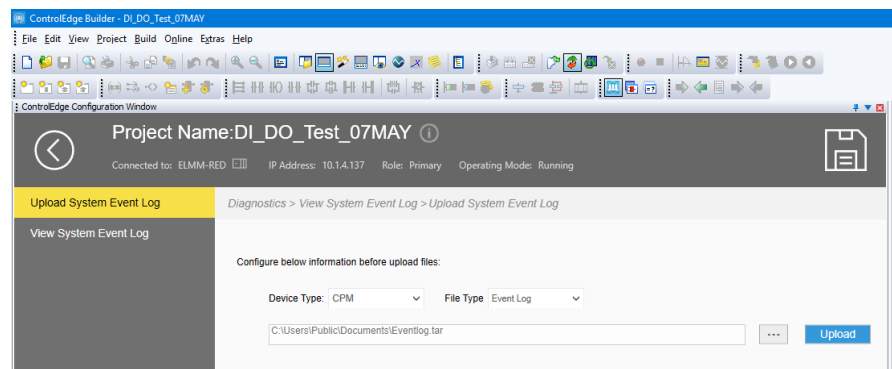 ControlEdge Builder - DI_DO_Test_07MAY
File Edit View Project Build Online Extras Help
ControlEdge Configuration Window
Project Name:DI_DO_Test_07MAY
Connected to: ELMM-RED IP Address: 10.1.4.137 Role: Primary Operating Mode: Running
Upload System Event Log
Diagnostics > View System Event Log > Upload System Event Log
View System Event Log
Configure below information before upload files:
Device Type: CPM File Type Event Log
C:\Users\Public\Documents\Eventlog.tar ... Upload